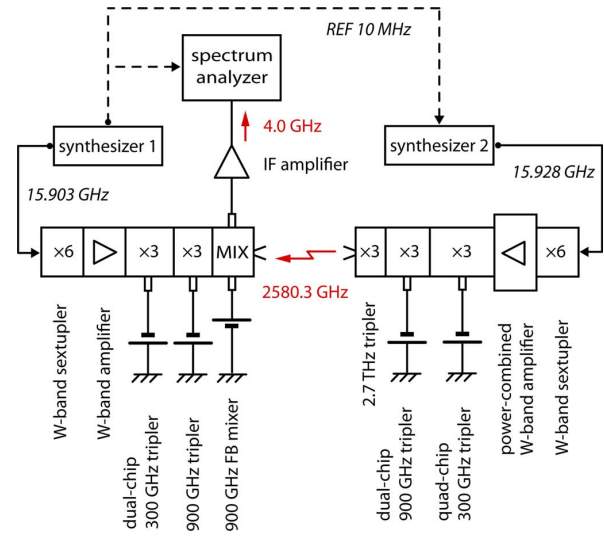 REF 10 MHz
spectrum
analyzer
4.0 GHz
synthesizer 1
IF amplifier
synthesizer 2
15.903 GHz
15.928 GHz
×6
×3
×3
MIX
2580.3 GHz
×3
×3
×3
×6
W-band sextupler
W-band amplifier
dual-chip
300 GHz tripler
900 GHz tripler
900 GHz FB mixer
2.7 THz tripler
dual-chip
900 GHz tripler
quad-chip
300 GHz tripler
power-combined
W-band amplifier
W-band sextupler